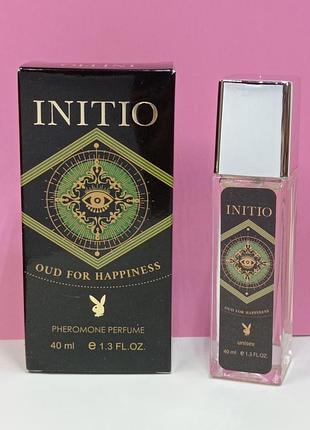 INITIO
INITIO
OUD FOR HAPPINESS
PHEROMONE PERFUME
40 ml e 1.3 FL.OZ.
INITIO
OUD FOR HAPPINESS
unisex
40 ml e 1.3 FL.OZ.